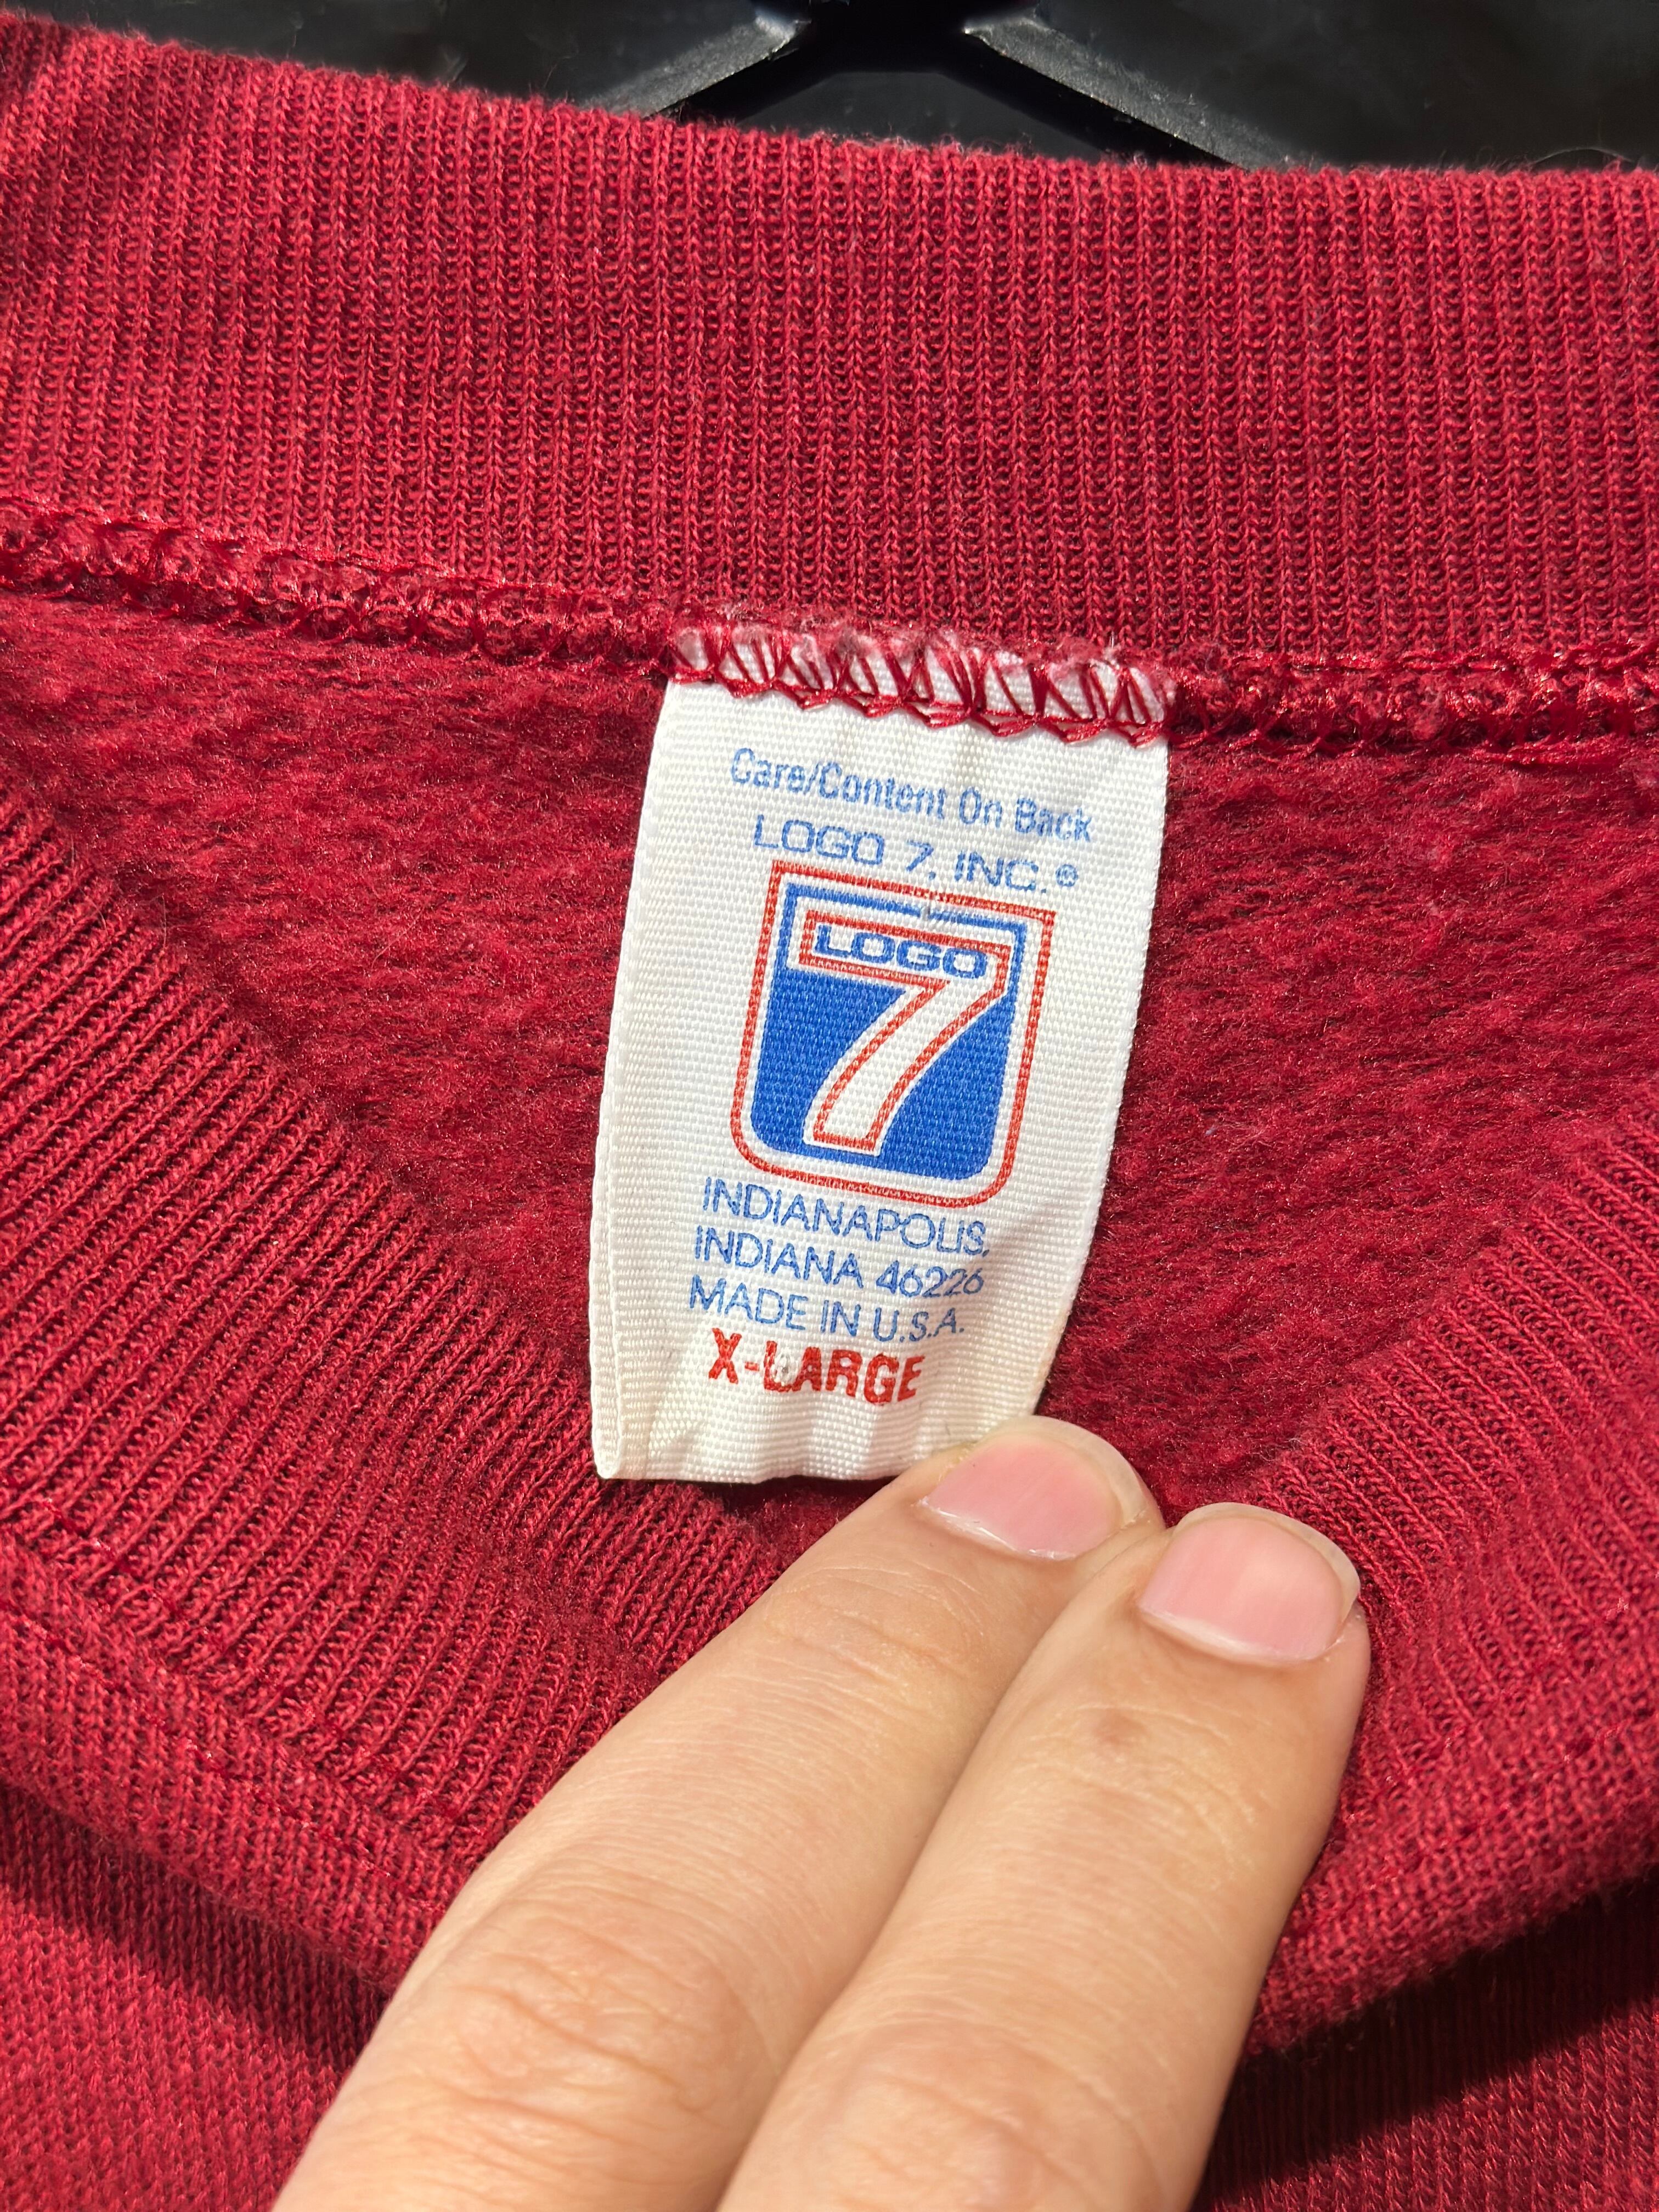 Care/Content On Back
LOGO 7, INC.®
LOGO
7
INDIANAPOLIS,
INDIANA 46226
MADE IN U.S.A.
X-LARGE